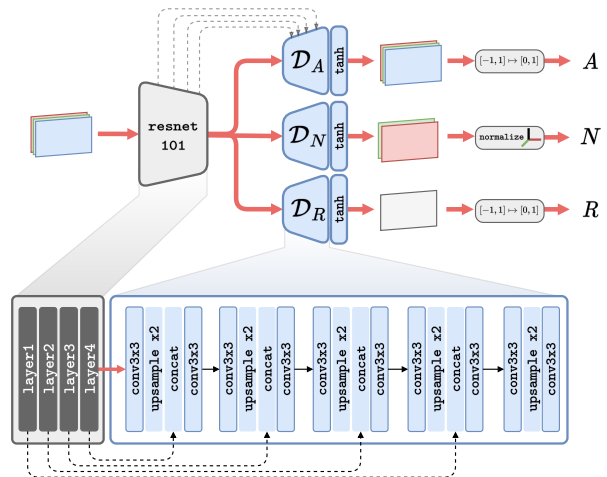 resnet
101
𝒟_A
tanh
[−1, 1] ↦ [0, 1]
A
𝒟_N
tanh
normalize
N
𝒟_R
tanh
[−1, 1] ↦ [0, 1]
R
layer1
layer2
layer3
layer4
conv3x3
upsample x2
concat
conv3x3
conv3x3
upsample x2
concat
conv3x3
conv3x3
upsample x2
concat
conv3x3
conv3x3
upsample x2
concat
conv3x3
conv3x3
upsample x2
conv3x3